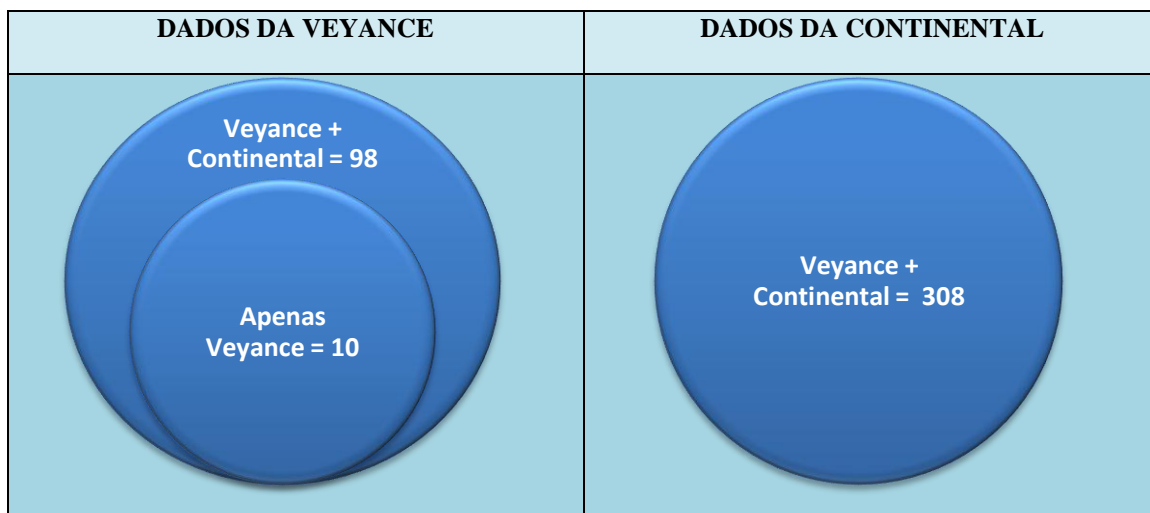 DADOS DA VEYANCE
DADOS DA CONTINENTAL
Veyance +
Continental = 98
Apenas
Veyance = 10
Veyance +
Continental = 308